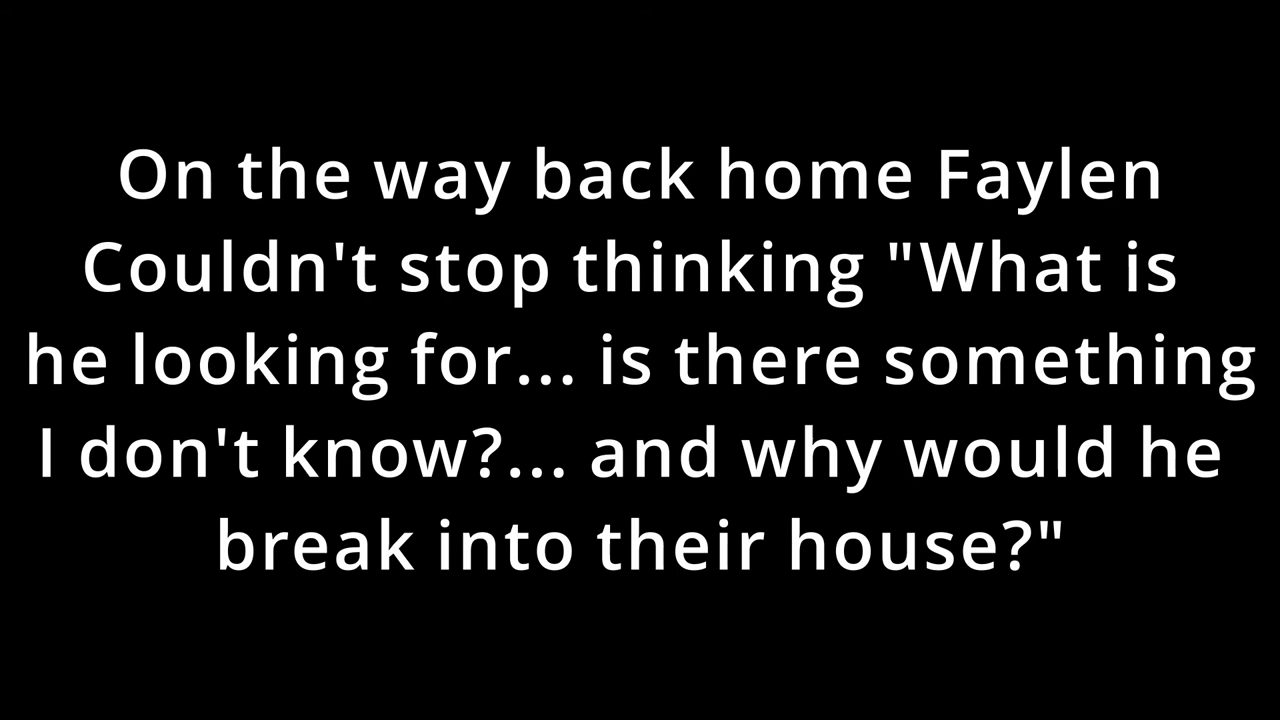 On the way back home Faylen
Couldn't stop thinking "What is
he looking for... is there something
I don't know?... and why would he
break into their house?"